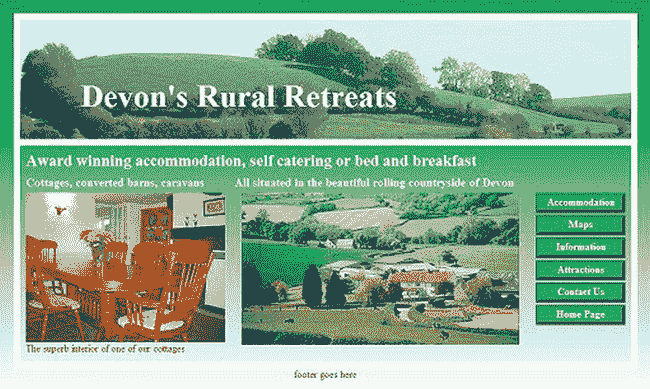 Devon's Rural Retreats
Award winning accommodation, self catering or bed and breakfast
Cottages, converted barns, caravans
All situated in the beautiful rolling countryside of Devon
Accommodation
Maps
Information
Attractions
Contact Us
Home Page
The superb interior of one of our cottages
footer goes here